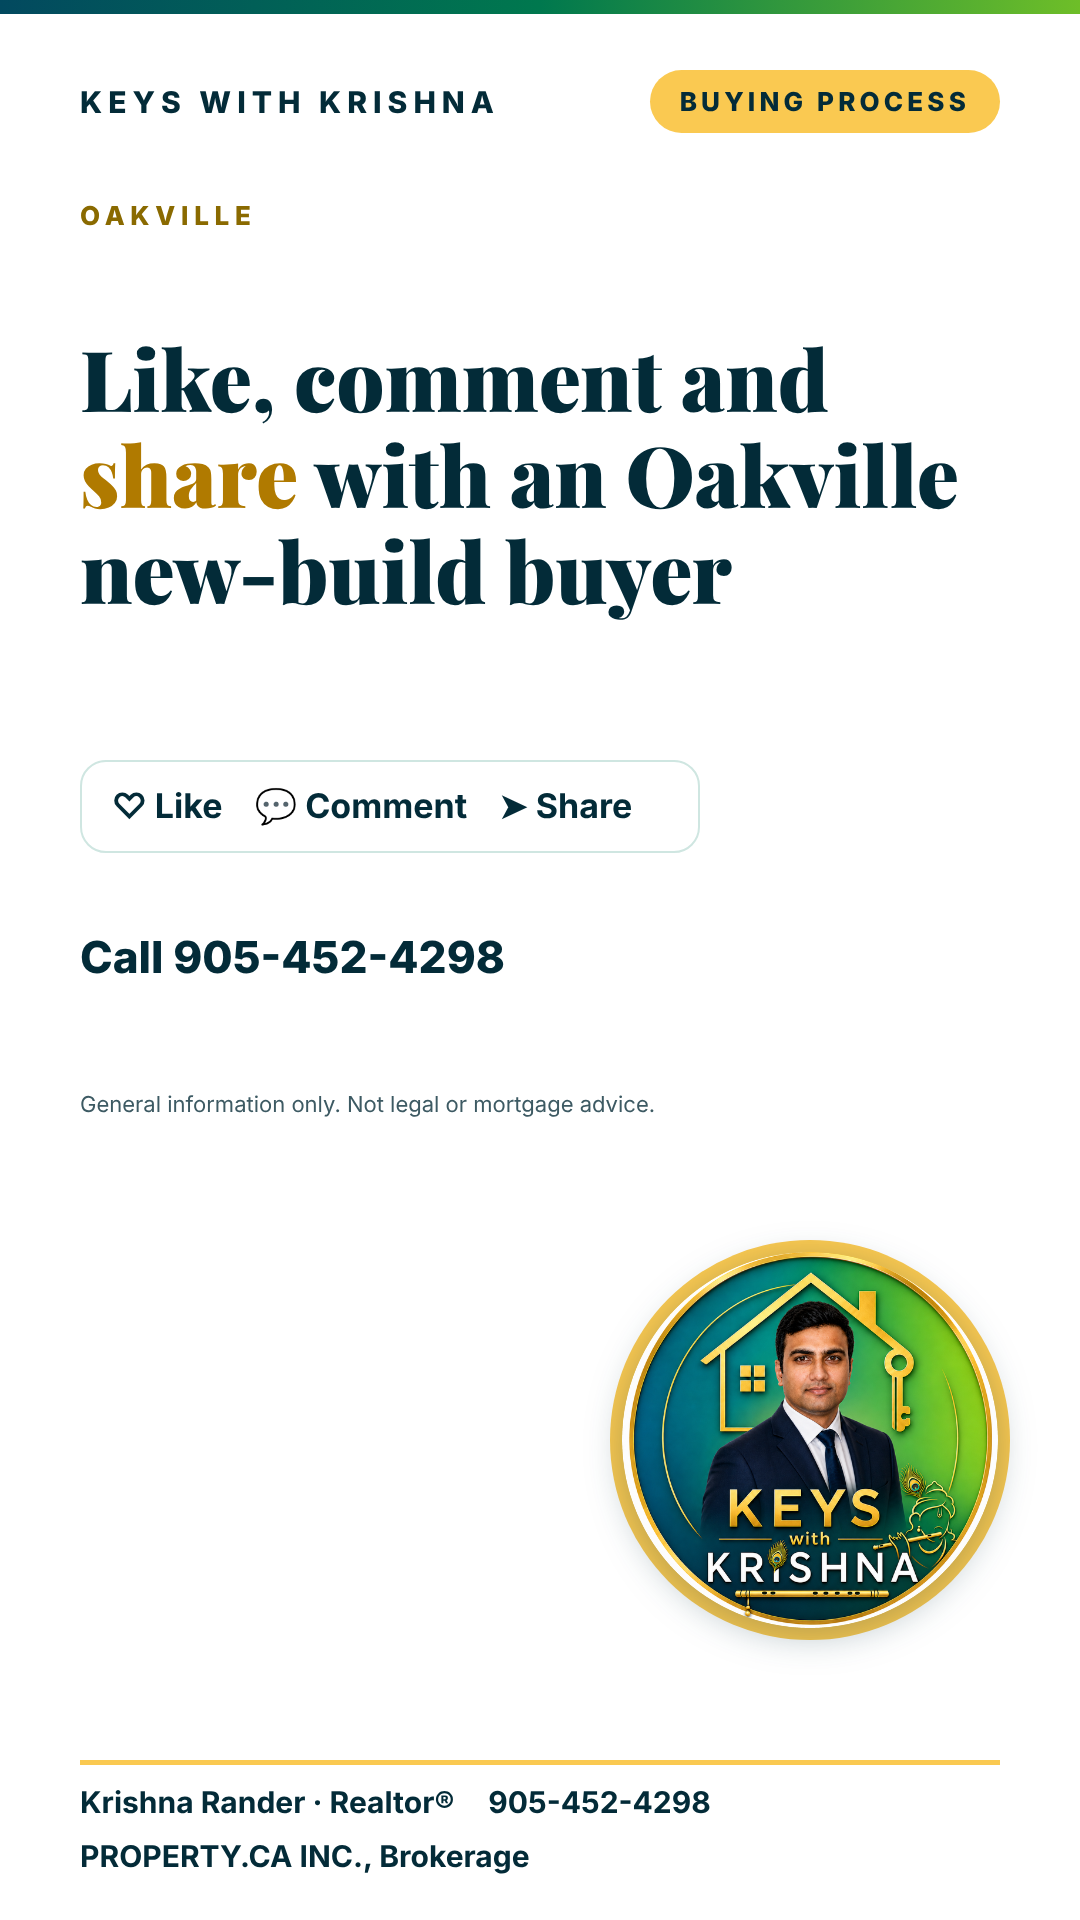 KEYS WITH KRISHNA
BUYING PROCESS
OAKVILLE
Like, comment and
share with an Oakville
new-build buyer
♡ Like 💬 Comment ➤ Share
Call 905-452-4298
General information only. Not legal or mortgage advice.
KEYS
with
KRISHNA
Krishna Rander · Realtor® 905-452-4298
PROPERTY.CA INC., Brokerage